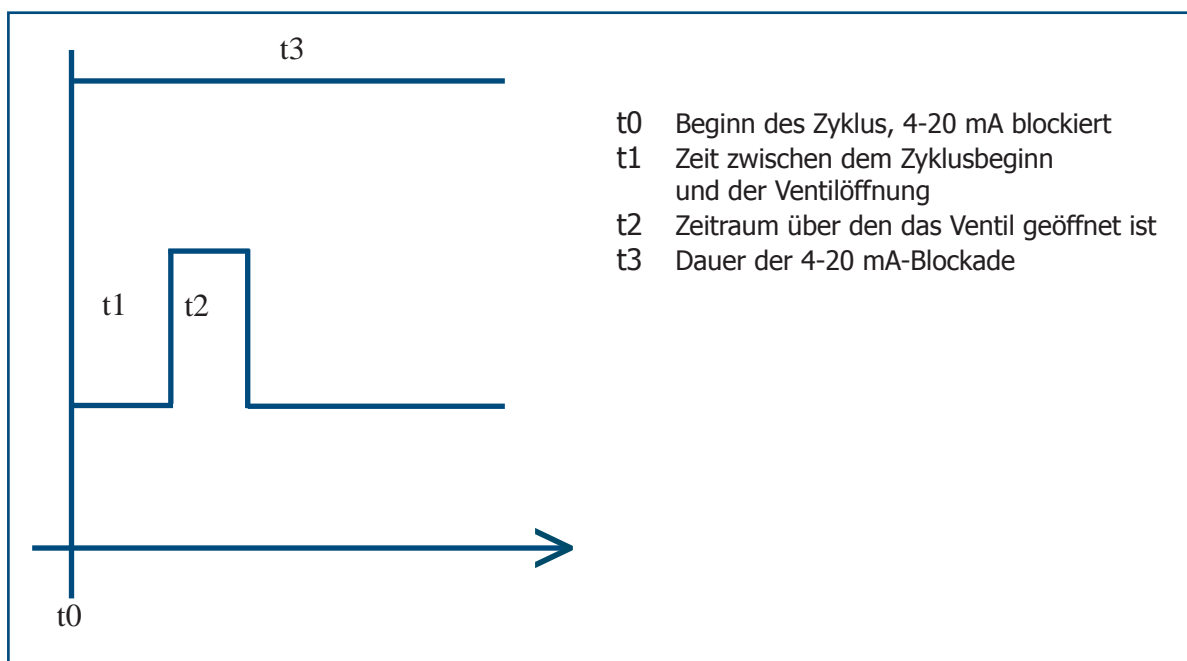 t3
t0 Beginn des Zyklus, 4-20 mA blockiert
t1 Zeit zwischen dem Zyklusbeginn
und der Ventilöffnung
t2 Zeitraum über den das Ventil geöffnet ist
t3 Dauer der 4-20 mA-Blockade
t1 t2
t0